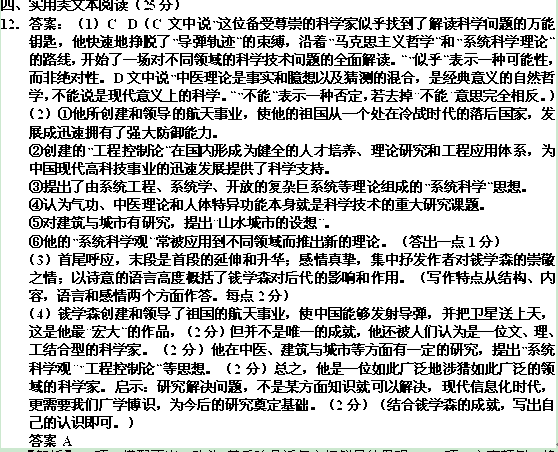 四、实用类文本阅读（25分）
12．答案：（1）C　D（C 文中说“这位备受尊崇的科学家似乎找到了解读科学问题的万能
钥匙，他快速地挣脱了“导弹轨迹”的束缚，沿着“马克思主义哲学”和“系统科学理论”
的路线，开始了一场对不同领域的科学技术问题的全面解读。”“似乎”表示一种可能性，
而非绝对性。D 文中说“中医理论是事实和臆想以及猜测的混合，是经典意义的自然哲
学，不能说是现代意义上的科学。”“不能”表示一种否定，若去掉“不能”意思完全相反。）
（2）①他所创建和领导的航天事业，使他的祖国从一个处在冷战时代的落后国家，发
展成迅速拥有了强大防御能力。
②创建的“工程控制论”在国内形成为健全的人才培养、理论研究和工程应用体系，为
中国现代高科技事业的迅速发展提供了科学支持。
③提出了由系统工程、系统学、开放的复杂巨系统等理论组成的“系统科学”思想。
④认为气功、中医理论和人体特异功能本身就是科学技术的重大研究课题。
⑤对建筑与城市有研究，提出“山水城市的设想”。
⑥他的“系统科学观”常被应用到不同领域而推出新的理论。（答出一点1分）
（3）首尾呼应，末段是首段的延伸和升华；感情真挚，集中抒发作者对钱学森的崇敬
之情；以诗意的语言高度概括了钱学森对后代的影响和作用。（写作特点从结构、内
容，语言和感情两个方面作答。每点2分）
（4）钱学森创建和领导了祖国的航天事业，使中国能够发射导弹，并把卫星送上天，
这是他最“宏大”的作品，（2分）但并不是唯一的成就，他还被人们认为是一位文、理、
工结合型的科学家。（2分）他在中医、建筑与城市等方面有一定的研究，提出“系统
科学观”“工程控制论”等思想。（2分）总之，他是一位如此广泛地涉猎如此广泛的领
域的科学家。启示：研究解决问题，不是某方面知识就可以解决，现代信息化时代，
更需要我们广学博识，为今后的研究奠定基础。（2分）（结合钱学森的成就，写出自
己的认识即可。）
答案 A